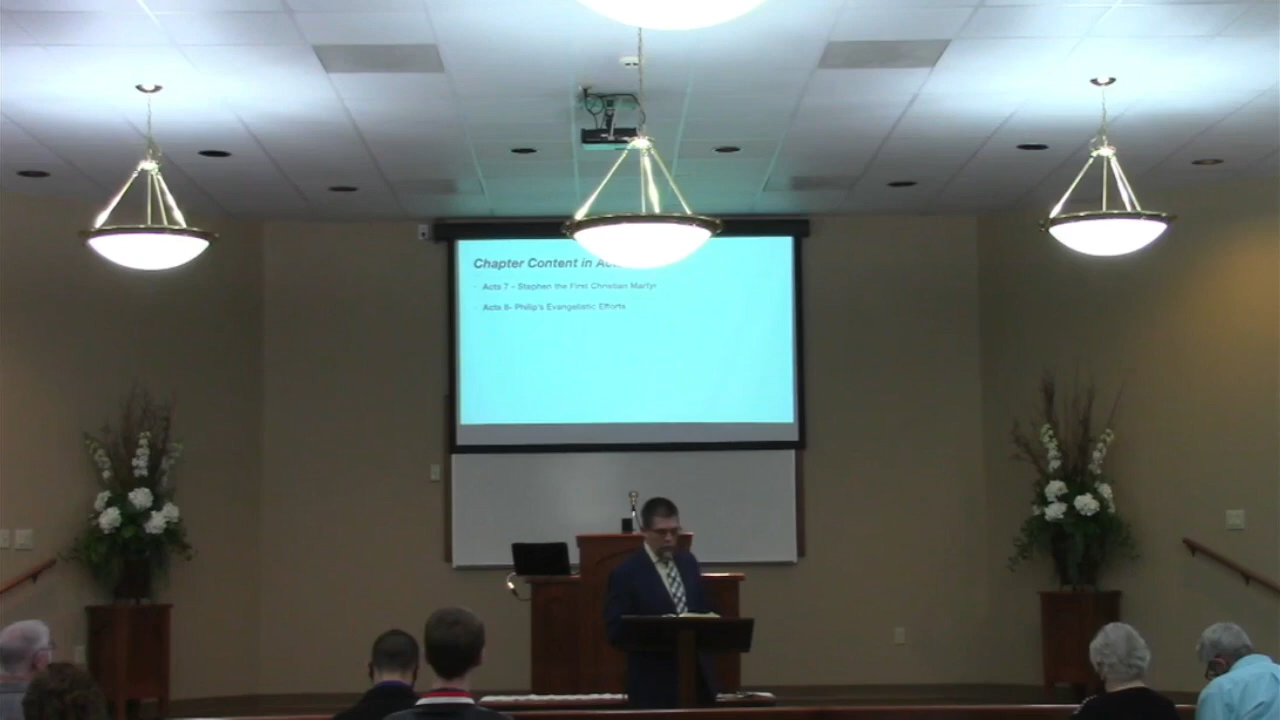 Chapter Content in Ac
- Acts 7 - Stephen the First Christian Martyr
- Acts 8- Philip's Evangelistic Efforts